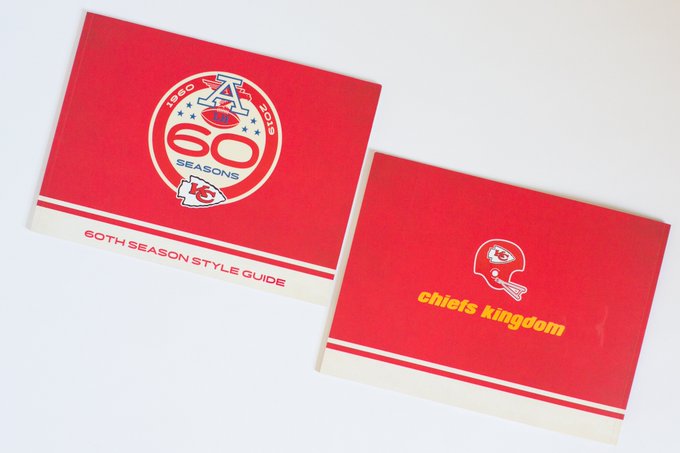 1960 2019
A
60
SEASONS
KC
60TH SEASON STYLE GUIDE
KC
chiefs kingdom